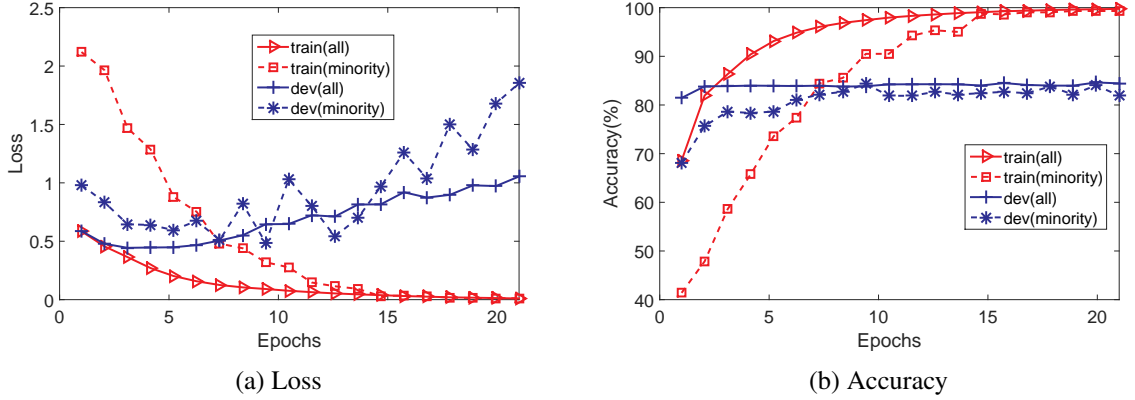 2.5
2
1.5
1
0.5
0
Loss
train(all)
train(minority)
dev(all)
dev(minority)
0 5 10 15 20
Epochs
(a) Loss
100
90
80
70
60
50
40
Accuracy(%)
train(all)
train(minority)
dev(all)
dev(minority)
0 5 10 15 20
Epochs
(b) Accuracy